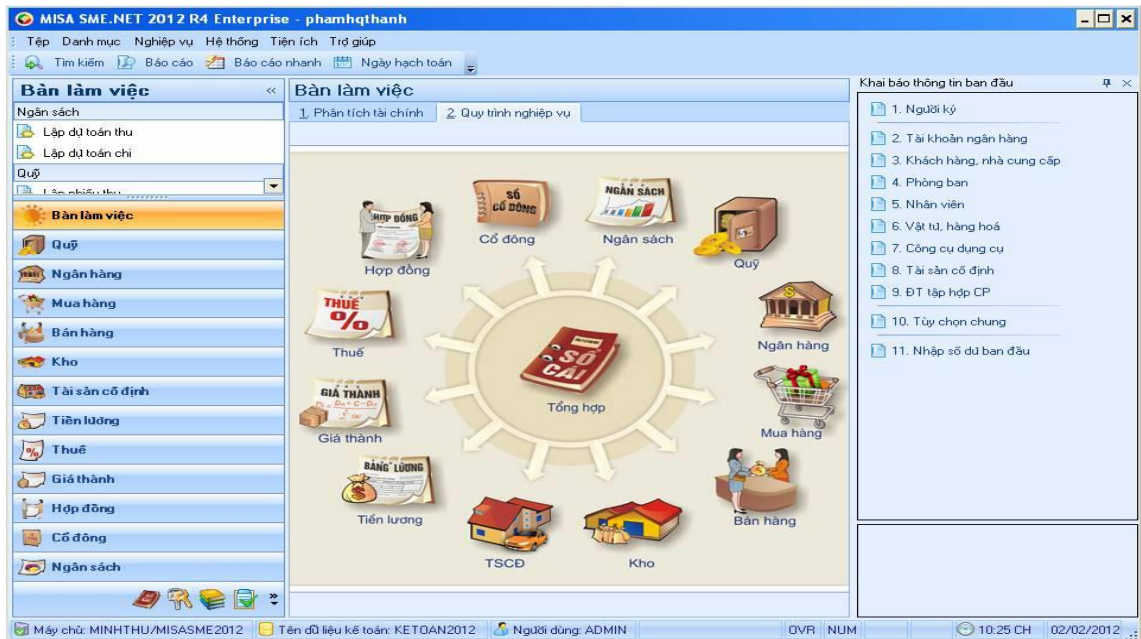 MISA SME.NET 2012 R4 Enterprise - phamhqthanh
Tệp Danh mục Nghiệp vụ Hệ thống Tiện ích Trợ giúp
Tìm kiếm Báo cáo Báo cáo nhanh Ngày hạch toán
Bàn làm việc «
Ngân sách
Lập dự toán thu
Lập dự toán chi
Quỹ
Lập phiếu thu
Bàn làm việc
Quỹ
Ngân hàng
Mua hàng
Bán hàng
Kho
Tài sản cố định
Tiền lương
Thuế
Giá thành
Hợp đồng
Cổ đông
Ngân sách
Bàn làm việc
1. Phân tích tài chính 2. Quy trình nghiệp vụ
SỔ CỔ ĐÔNG
Cổ đông
NGÂN SÁCH
Ngân sách
HỢP ĐỒNG
Hợp đồng
Quỹ
THUẾ
%
Thuế
Ngân hàng
SỔ CÁI
Tổng hợp
GIÁ THÀNH
Giá thành
Mua hàng
BẢNG LƯƠNG
Tiền lương
Bán hàng
TSCĐ
Kho
Khai báo thông tin ban đầu
1. Người ký
2. Tài khoản ngân hàng
3. Khách hàng, nhà cung cấp
4. Phòng ban
5. Nhân viên
6. Vật tư, hàng hoá
7. Công cụ dụng cụ
8. Tài sản cố định
9. ĐT tập hợp CP
10. Tùy chọn chung
11. Nhập số dư ban đầu
Máy chủ: MINHTHU/MISASME2012 Tên dữ liệu kế toán: KETOAN2012 Người dùng: ADMIN OVR NUM 10:25 CH 02/02/2012